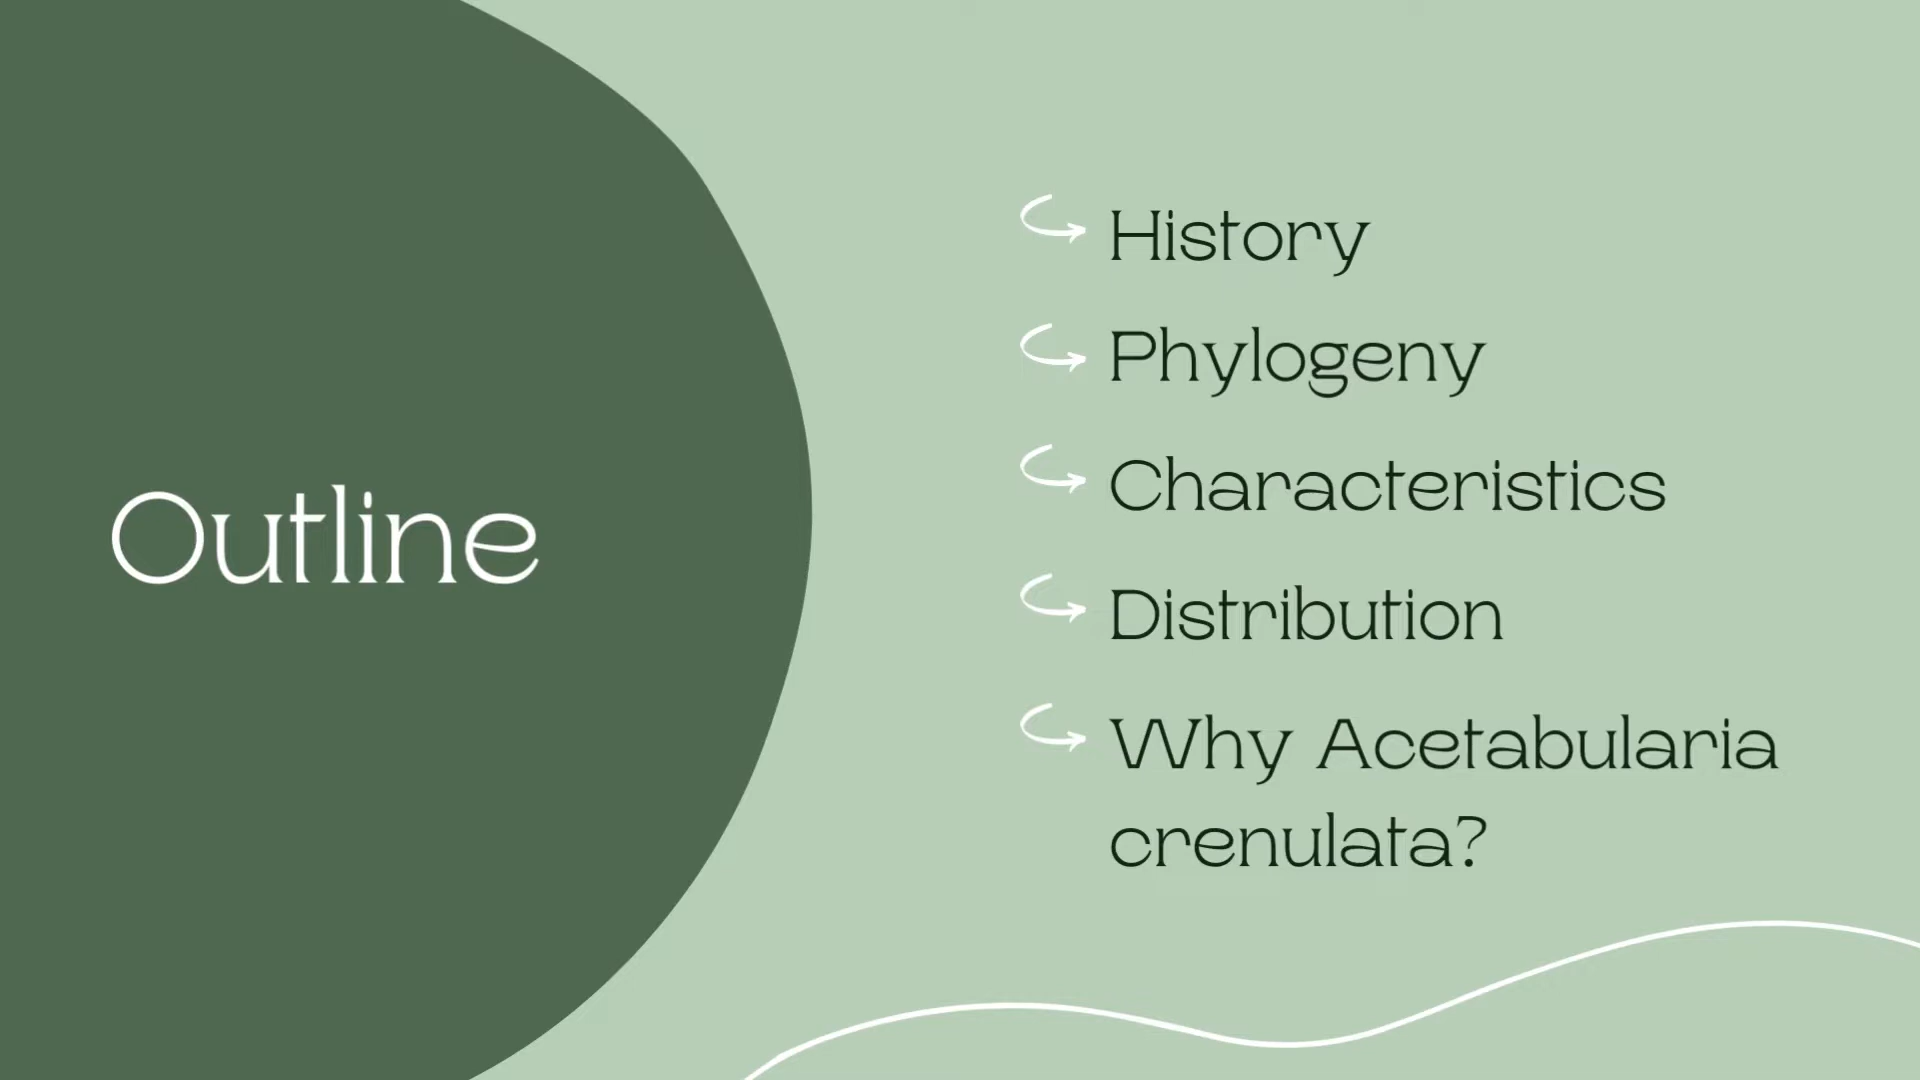 Outline
History
Phylogeny
Characteristics
Distribution
Why Acetabularia
crenulata?